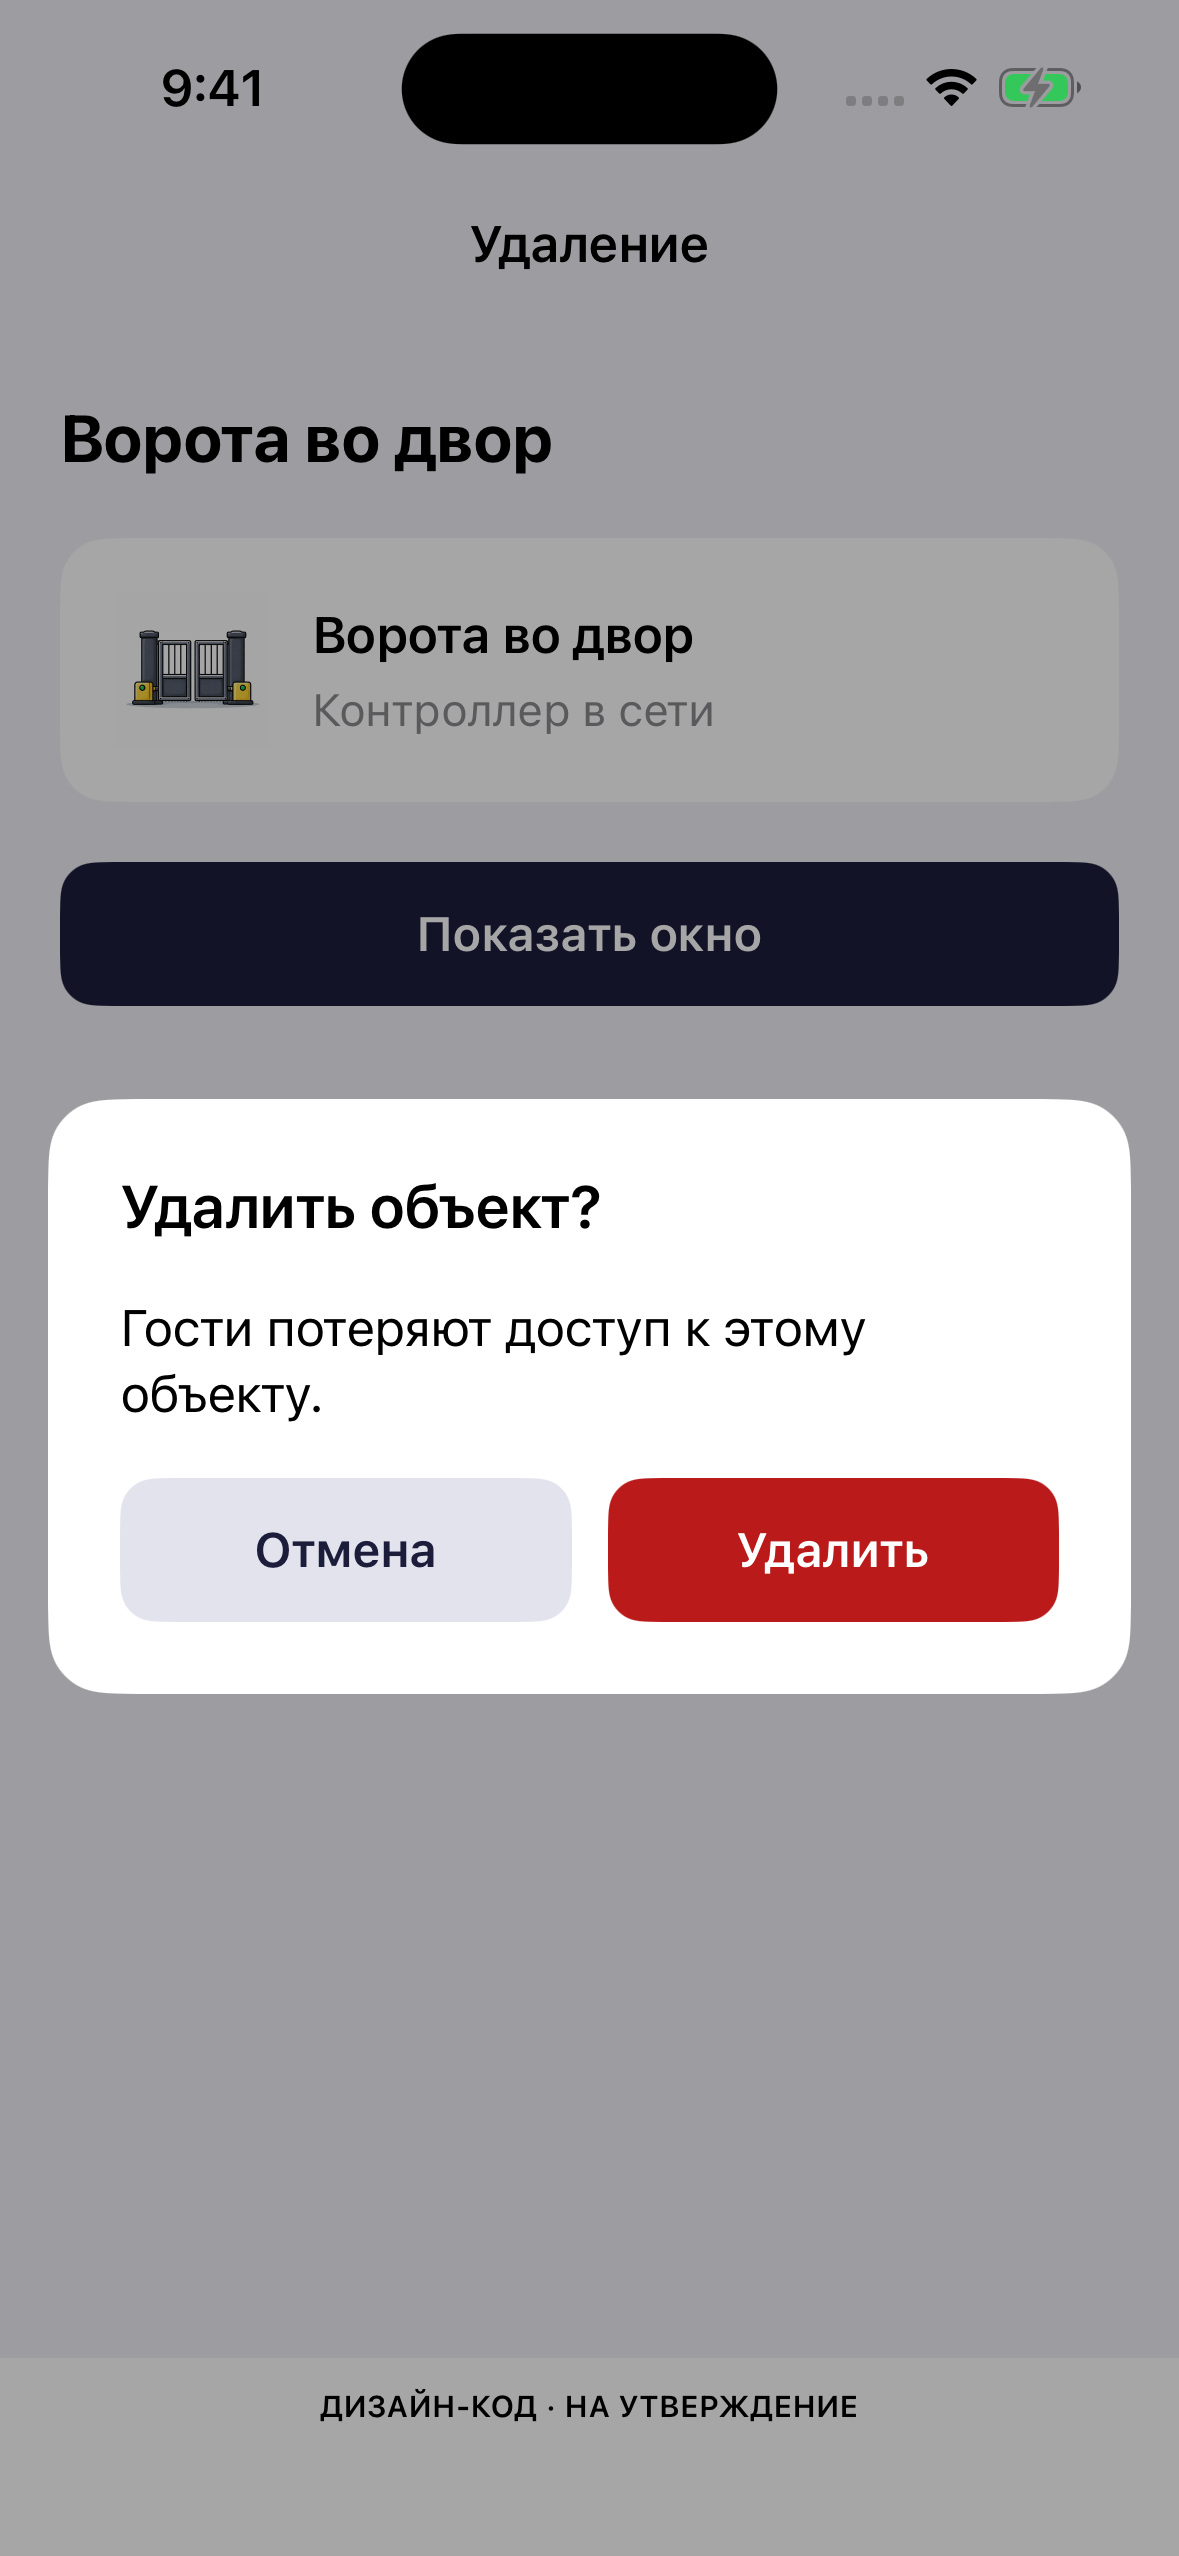 9:41
Удаление
Ворота во двор
Ворота во двор
Контроллер в сети
Показать окно
Удалить объект?
Гости потеряют доступ к этому
объекту.
Отмена
Удалить
ДИЗАЙН-КОД · НА УТВЕРЖДЕНИЕ